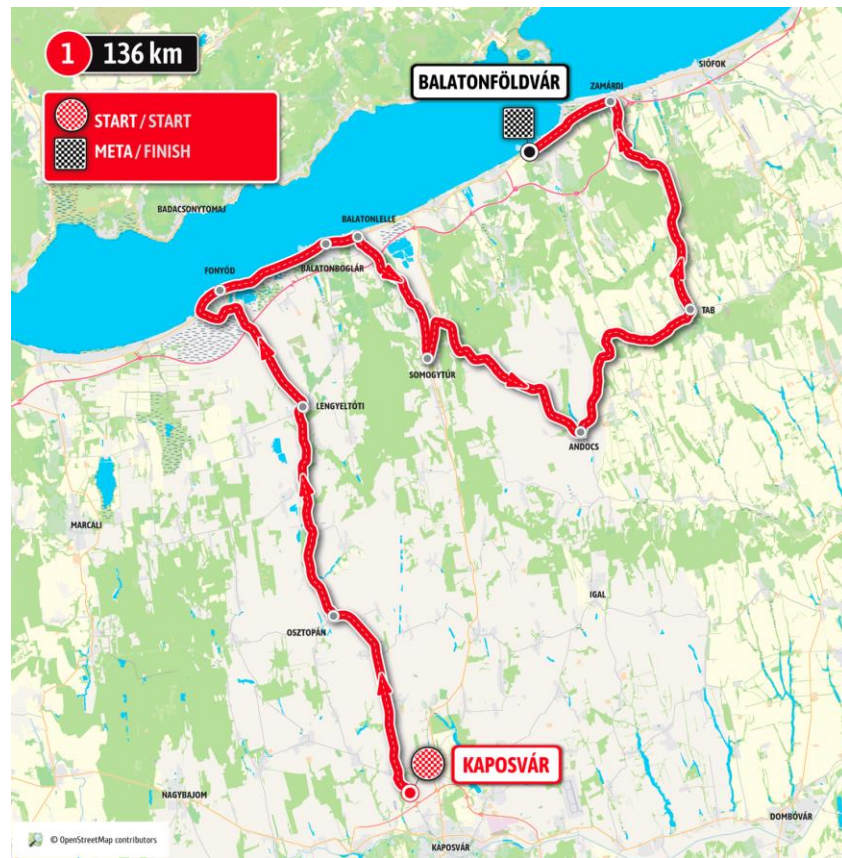 1 136 km
START / START
META / FINISH
BALATONFÖLDVÁR
SIÓFOK
ZAMÁRDI
BADACSONYTOMAJ
BALATONLELLE
BALATONBOGLÁR
FONYÓD
TAB
SOMOGYTÚR
LENGYELTÓTI
ANDOCS
MARCALI
IGAL
OSZTOPÁN
KAPOSVÁR
NAGYBAJOM
DOMBÓVÁR
© OpenStreetMap contributors
KAPOSVÁR